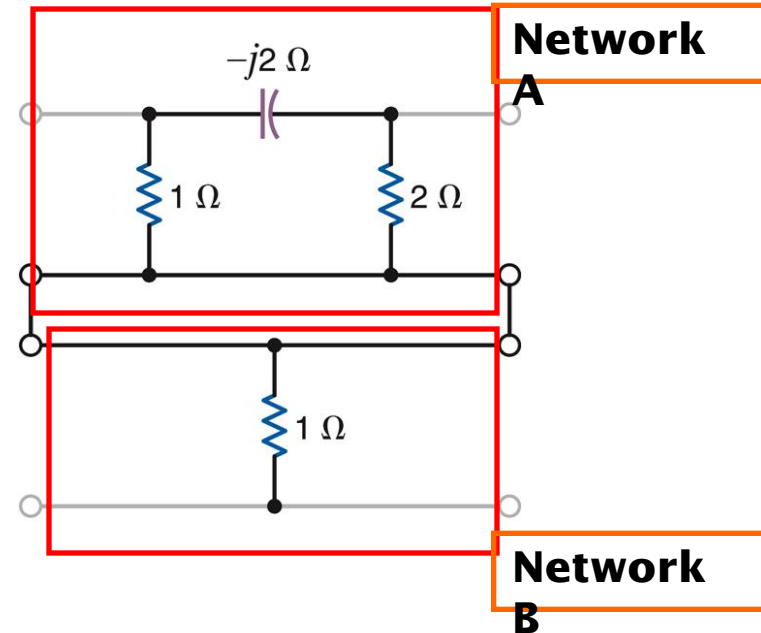 Network
A
–j2 Ω
1 Ω
2 Ω
1 Ω
Network
B